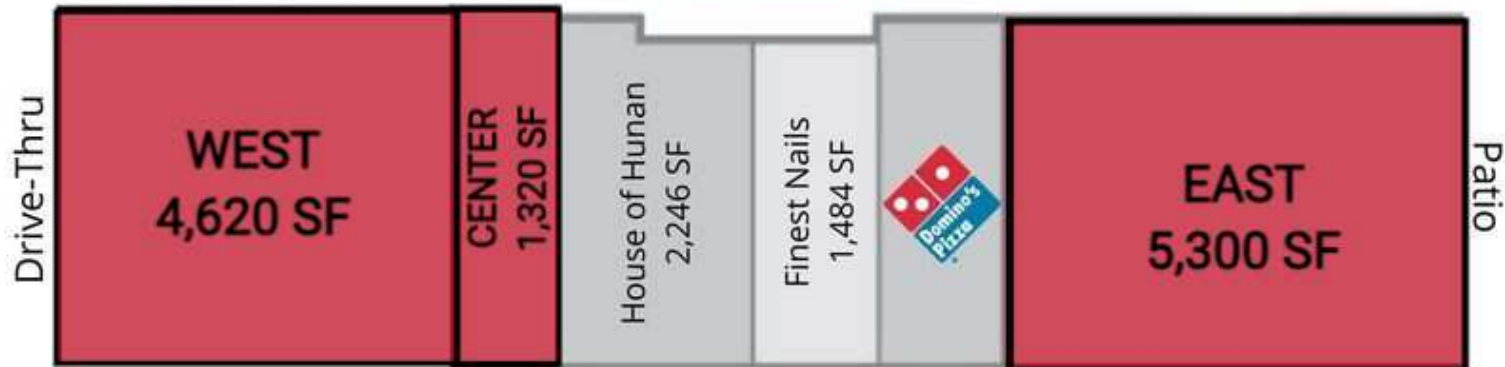 Drive-Thru
WEST
4,620 SF
CENTER
1,320 SF
House of Hunan
2,246 SF
Finest Nails
1,484 SF
Domino's
Pizza
EAST
5,300 SF
Patio